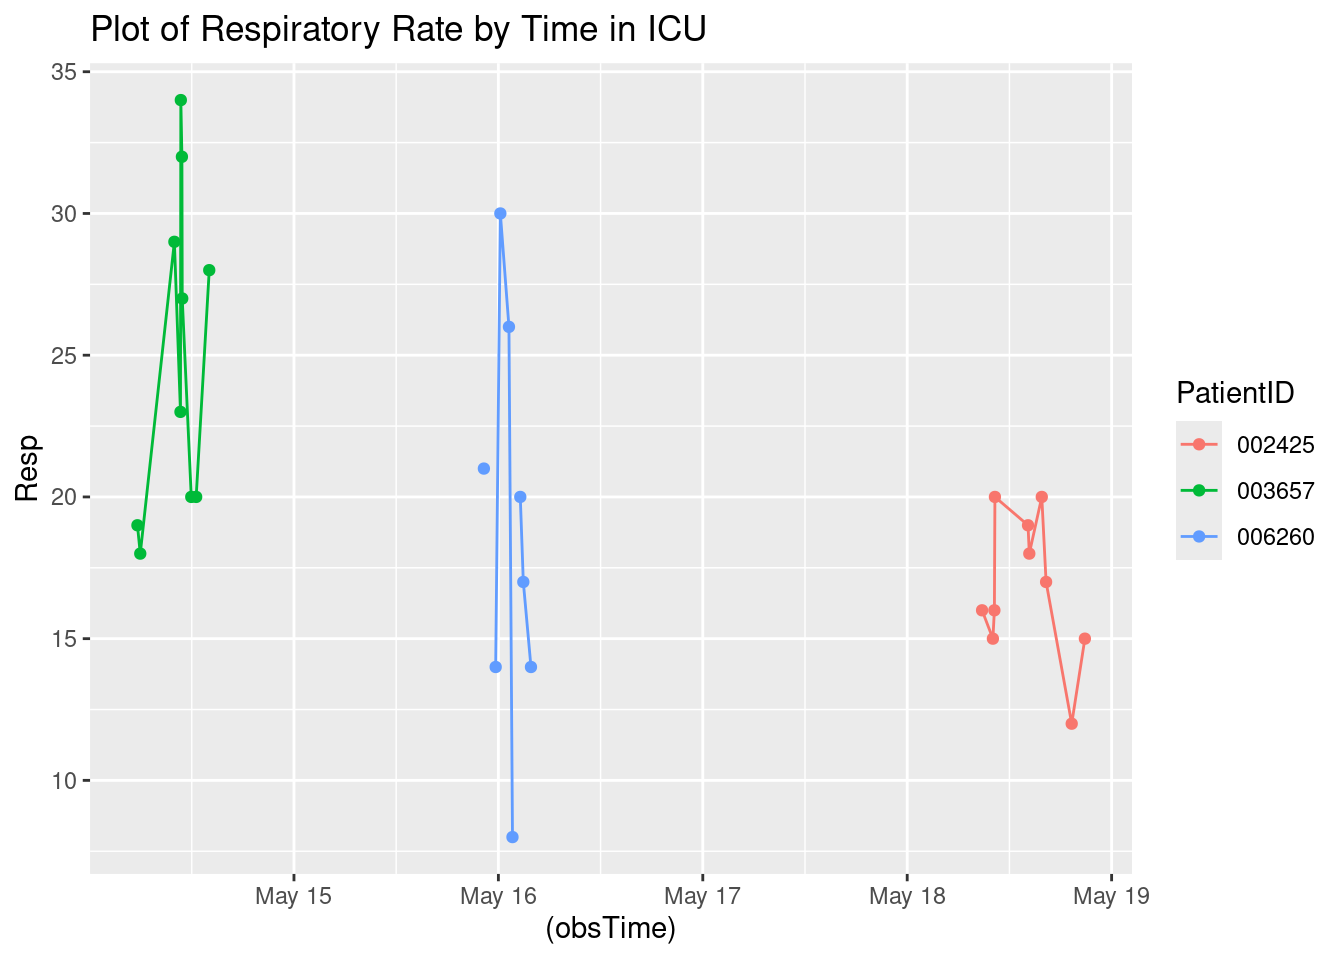 Plot of Respiratory Rate by Time in ICU
35
30
25
20
15
10
Resp
May 15
May 16
May 17
May 18
May 19
(obsTime)
PatientID
002425
003657
006260